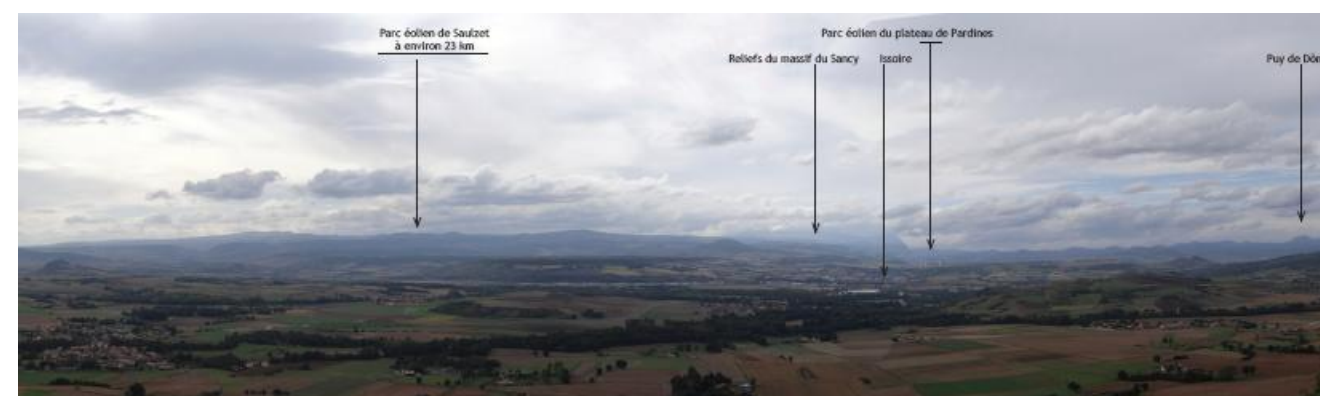 Parc éolien de Saulzet
à environ 23 km
Parc éolien du plateau de Pardines
Reliefs du massif du Sancy
Issoire
Puy de Dôm